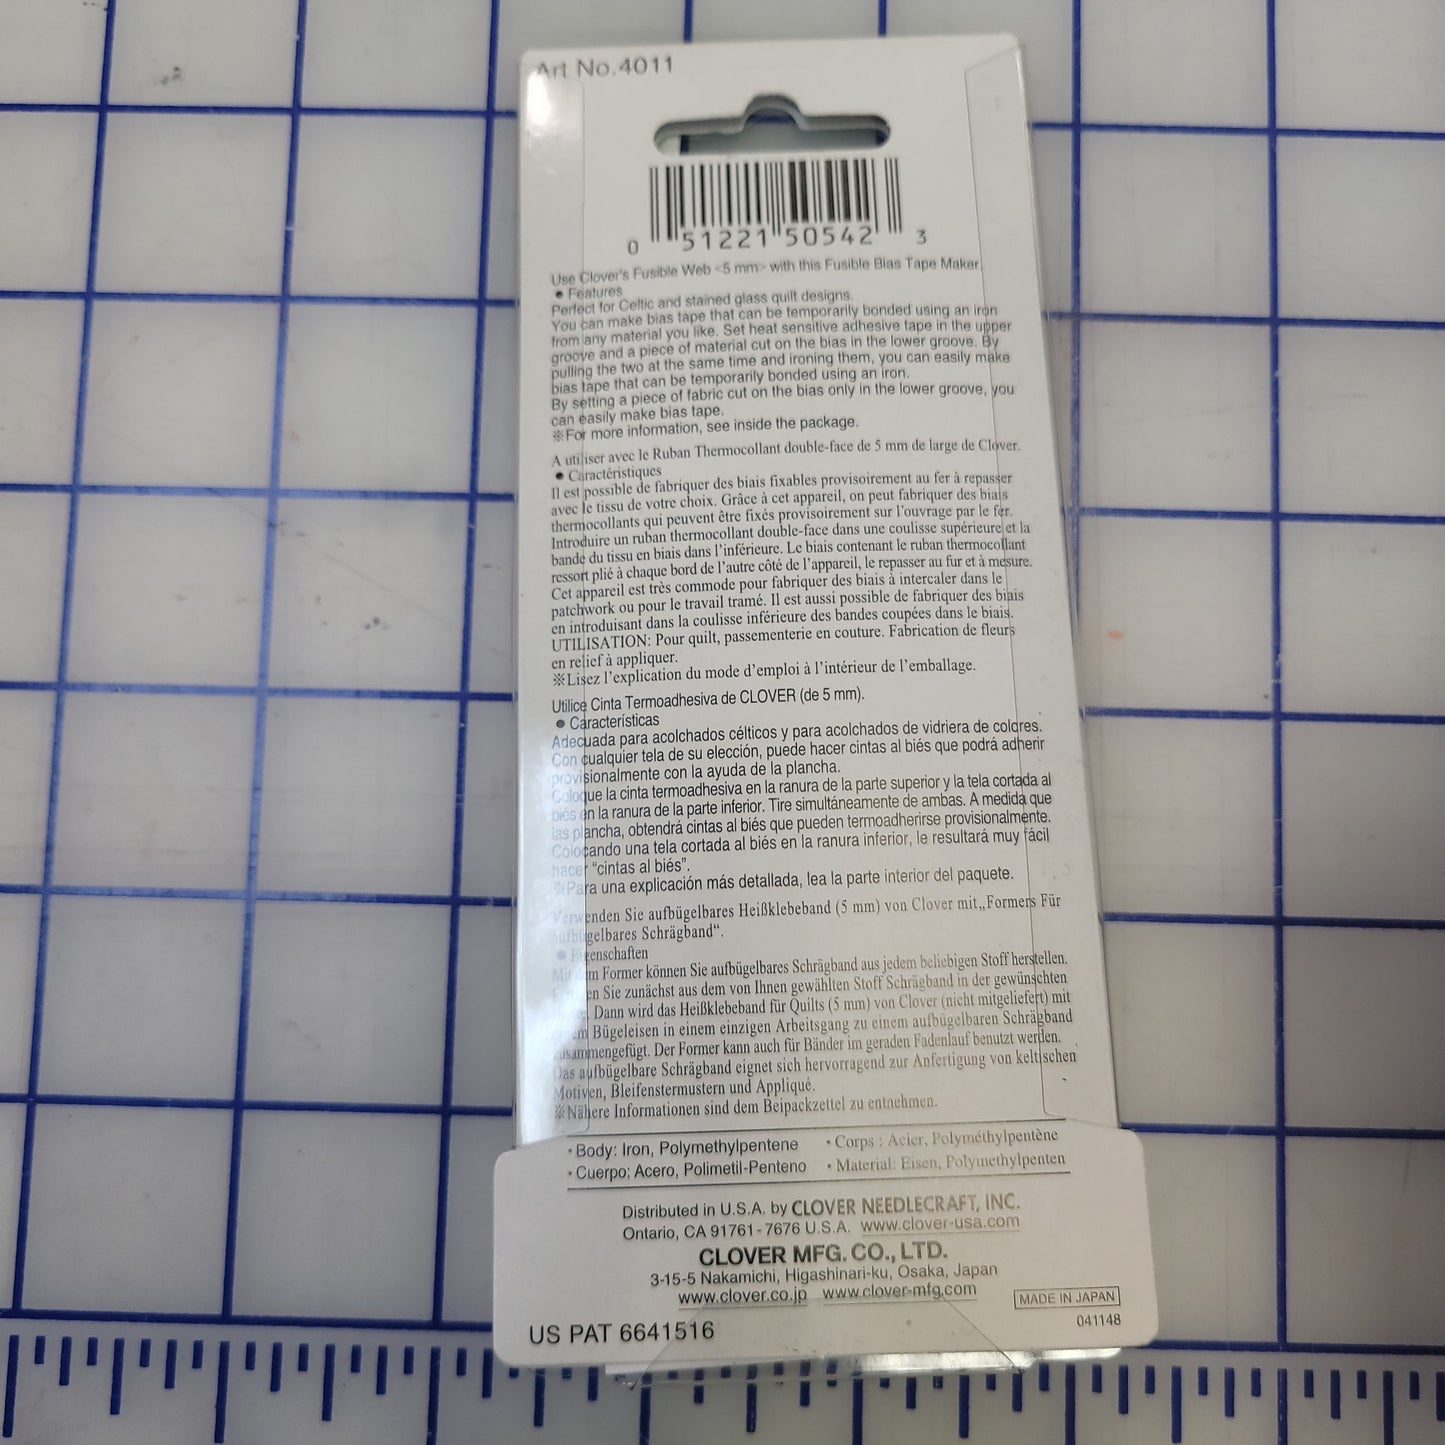 Art No.4011
0 51221 50542 3
Use Clover's Fusible Web <5 mm> with this Fusible Bias Tape Maker.
● Features
Perfect for Celtic and stained glass quilt designs.
You can make bias tape that can be temporarily bonded using an iron
from any material you like. Set heat sensitive adhesive tape in the upper
groove and a piece of material cut on the bias in the lower groove. By
pulling the two at the same time and ironing them, you can easily make
bias tape that can be temporarily bonded using an iron.
By setting a piece of fabric cut on the bias only in the lower groove, you
can easily make bias tape.
※For more information, see inside the package.
A utiliser avec le Ruban Thermocollant double-face de 5 mm de large de Clover.
● Caractéristiques
Il est possible de fabriquer des biais fixables provisoirement au fer à repasser
avec le tissu de votre choix. Grâce à cet appareil, on peut fabriquer des biais
thermocollants qui peuvent être fixés provisoirement sur l'ouvrage par le fer.
Introduire un ruban thermocollant double-face dans une coulisse supérieure et la
bande du tissu en biais dans l'inférieure. Le biais contenant le ruban thermocollant
ressort plié à chaque bord de l'autre côté de l'appareil, le repasser au fur et à mesure.
Cet appareil est très commode pour fabriquer des biais à intercaler dans le
patchwork ou pour le travail tramé. Il est aussi possible de fabriquer des biais
en introduisant dans la coulisse inférieure des bandes coupées dans le biais.
UTILISATION: Pour quilt, passementerie en couture. Fabrication de fleurs
en relief à appliquer.
※Lisez l'explication du mode d'emploi à l'intérieur de l'emballage.
Utilice Cinta Termoadhesiva de CLOVER (de 5 mm).
● Características
Adecuada para acolchados célticos y para acolchados de vidriera de colores.
Con cualquier tela de su elección, puede hacer cintas al biés que podrá adherir
provisionalmente con la ayuda de la plancha.
Coloque la cinta termoadhesiva en la ranura de la parte superior y la tela cortada al
biés en la ranura de la parte inferior. Tire simultáneamente de ambas. A medida que
las plancha, obtendrá cintas al biés que pueden termoadherirse provisionalmente.
Colocando una tela cortada al biés en la ranura inferior, le resultará muy fácil
hacer "cintas al biés".
※Para una explicación más detallada, lea la parte interior del paquete.
Verwenden Sie aufbügelbares Heißklebeband (5 mm) von Clover mit„Formers Für
aufbügelbares Schrägband“.
● Eigenschaften
Mit dem Former können Sie aufbügelbares Schrägband aus jedem beliebigen Stoff herstellen.
Sie zunächst aus dem von Ihnen gewählten Stoff Schrägband in der gewünschten
Dann wird das Heißklebeband für Quilts (5 mm) von Clover (nicht mitgeliefert) mit
Bügeleisen in einem einzigen Arbeitsgang zu einem aufbügelbaren Schrägband
zusammengefügt. Der Former kann auch für Bänder im geraden Fadenlauf benutzt werden.
Das aufbügelbare Schrägband eignet sich hervorragend zur Anfertigung von keltischen
Motiven, Bleifenstermustern und Appliqué.
※Nähere Informationen sind dem Beipackzettel zu entnehmen.
・Body: Iron, Polymethylpentene ・Corps : Acier, Polyméthylpentène
・Cuerpo: Acero, Polimetil-Penteno ・Material: Eisen, Polymethylpenten
Distributed in U.S.A. by CLOVER NEEDLECRAFT, INC.
Ontario, CA 91761-7676 U.S.A. www.clover-usa.com
CLOVER MFG. CO., LTD.
3-15-5 Nakamichi, Higashinari-ku, Osaka, Japan
www.clover.co.jp www.clover-mfg.com
MADE IN JAPAN
041148
US PAT 6641516